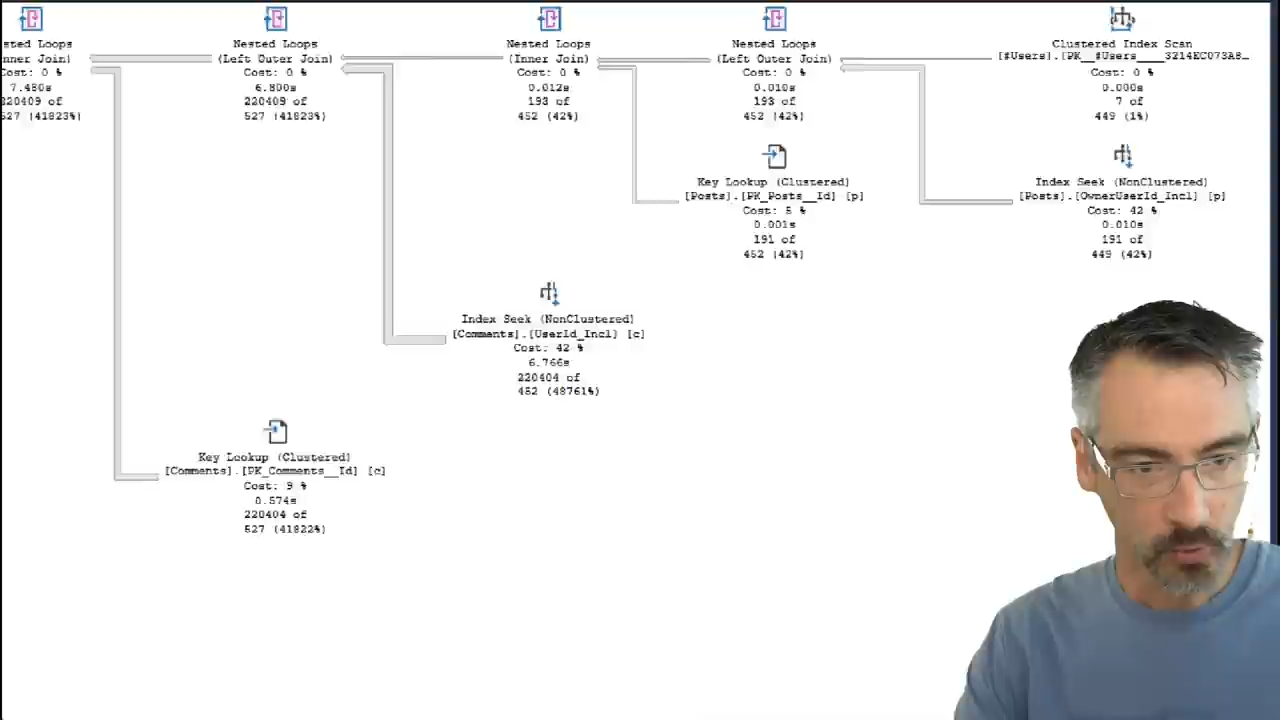 sted Loops
nner Join)
Cost: 0 %
7.480s
220409 of
527 (41823%)
Nested Loops
(Left Outer Join)
Cost: 0 %
6.800s
220409 of
527 (41823%)
Nested Loops
(Inner Join)
Cost: 0 %
0.012s
193 of
452 (42%)
Nested Loops
(Left Outer Join)
Cost: 0 %
0.010s
193 of
452 (42%)
Clustered Index Scan
[#Users].[PK__#Users____3214EC073A8…
Cost: 0 %
0.000s
7 of
449 (1%)
Key Lookup (Clustered)
[Posts].[PK_Posts__Id] [p]
Cost: 5 %
0.001s
191 of
452 (42%)
Index Seek (NonClustered)
[Posts].[OwnerUserId_Incl] [p]
Cost: 42 %
0.010s
191 of
449 (42%)
Index Seek (NonClustered)
[Comments].[UserId_Incl] [c]
Cost: 42 %
6.766s
220404 of
452 (48761%)
Key Lookup (Clustered)
[Comments].[PK_Comments__Id] [c]
Cost: 9 %
0.574s
220404 of
527 (41822%)